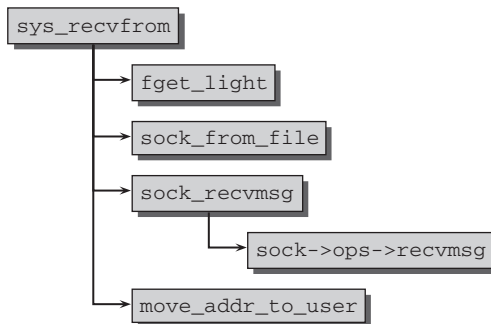 sys_recvfrom
fget_light
sock_from_file
sock_recvmsg
sock->ops->recvmsg
move_addr_to_user